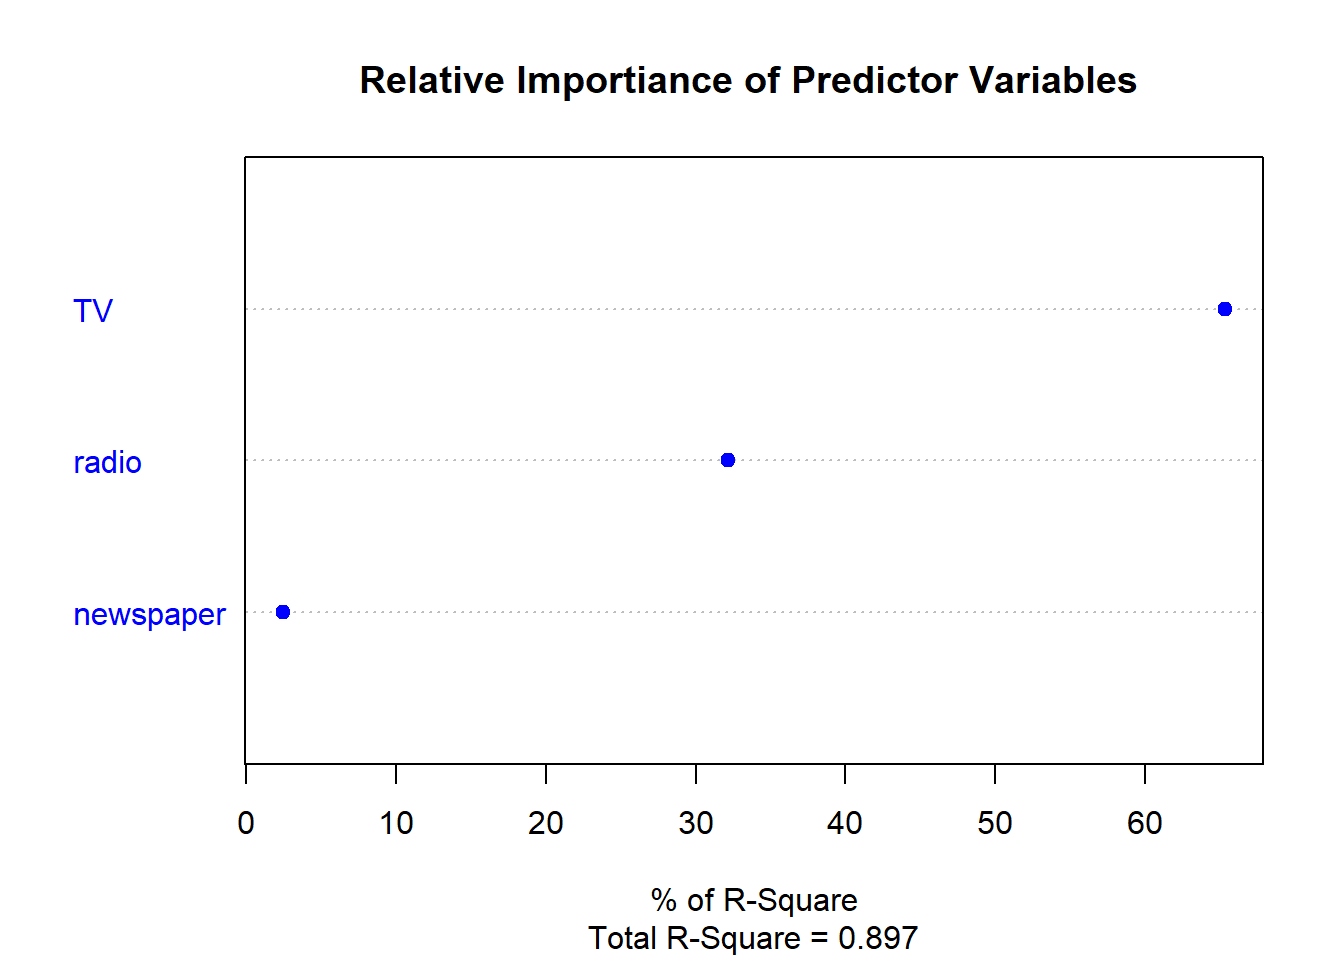 Relative Importiance of Predictor Variables
TV
radio
newspaper
0 10 20 30 40 50 60
% of R-Square
Total R-Square = 0.897